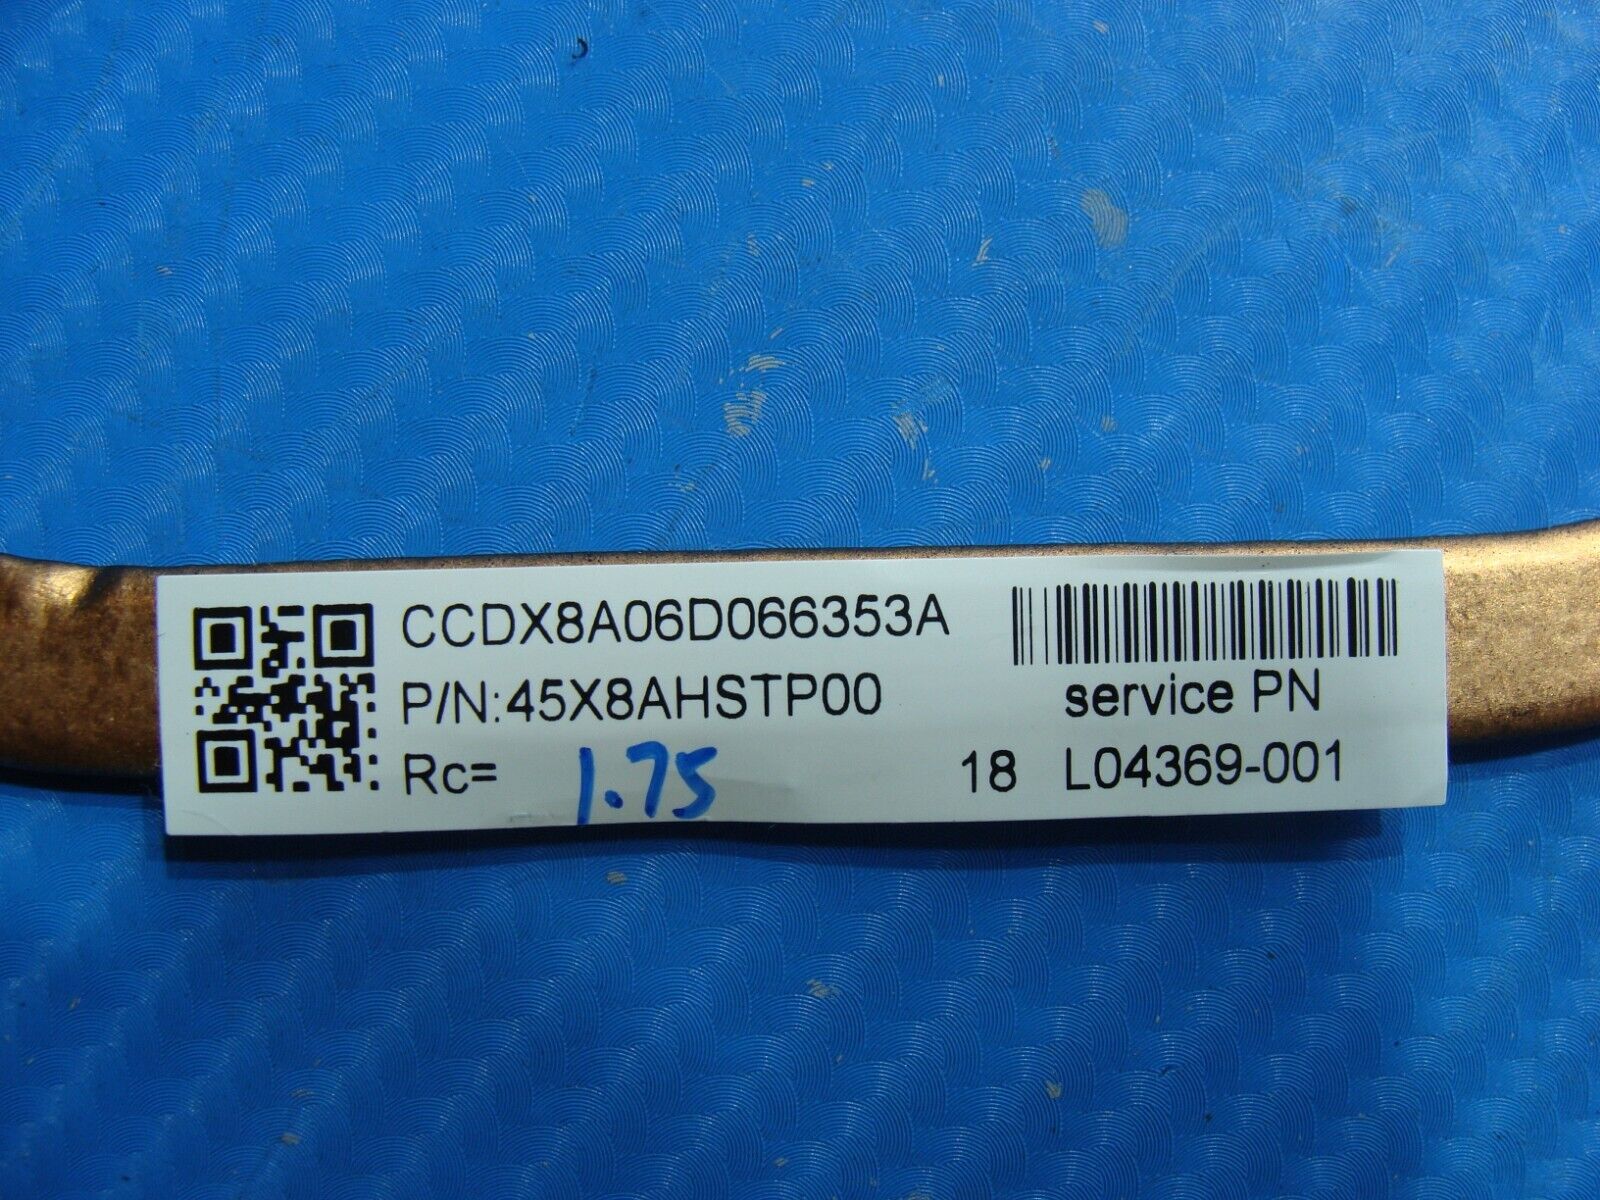 CCDX8A06D066353A
P/N:45X8AHSTP00 service PN
Rc= 1.75 18 L04369-001